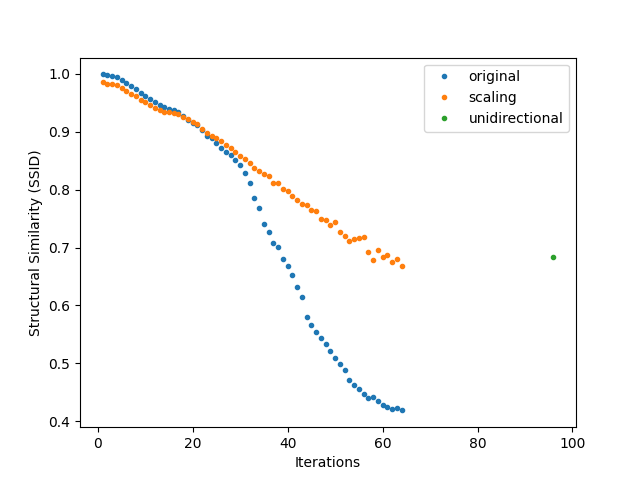 original
scaling
unidirectional
1.0
0.9
0.8
0.7
0.6
0.5
0.4
Structural Similarity (SSID)
0 20 40 60 80 100
Iterations